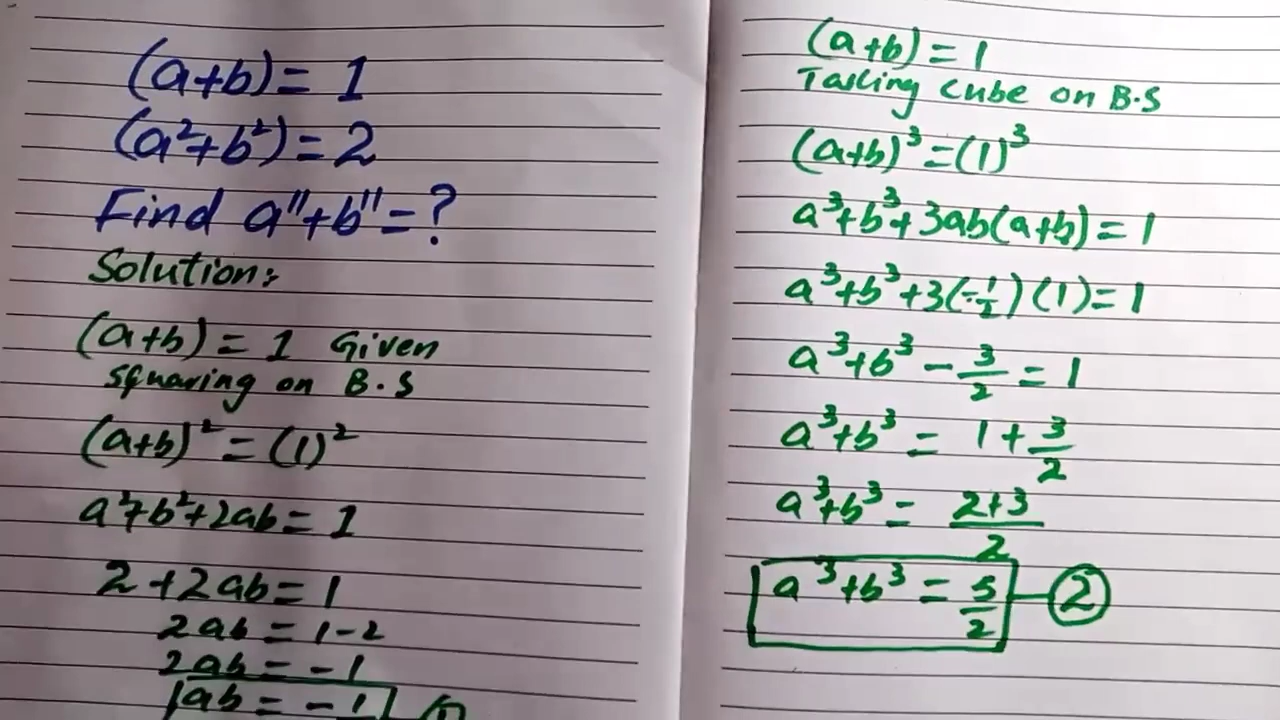 (a+b) = 1
(a²+b²) = 2
Find a¹¹+b¹¹ = ?
Solution:
(a+b) = 1 Given
squaring on B.S
(a+b)² = (1)²
a²+b²+2ab = 1
2+2ab = 1
2ab = 1-2
2ab = -1
ab = - 1
(a+b) = 1
Taking cube on B.S
(a+b)³ = (1)³
a³+b³+3ab(a+b) = 1
a³+b³+3(-1/2)(1) = 1
a³+b³ - 3/2 = 1
a³+b³ = 1 + 3/2
a³+b³ = 2+3/2
a³+b³ = 5/2 — ②